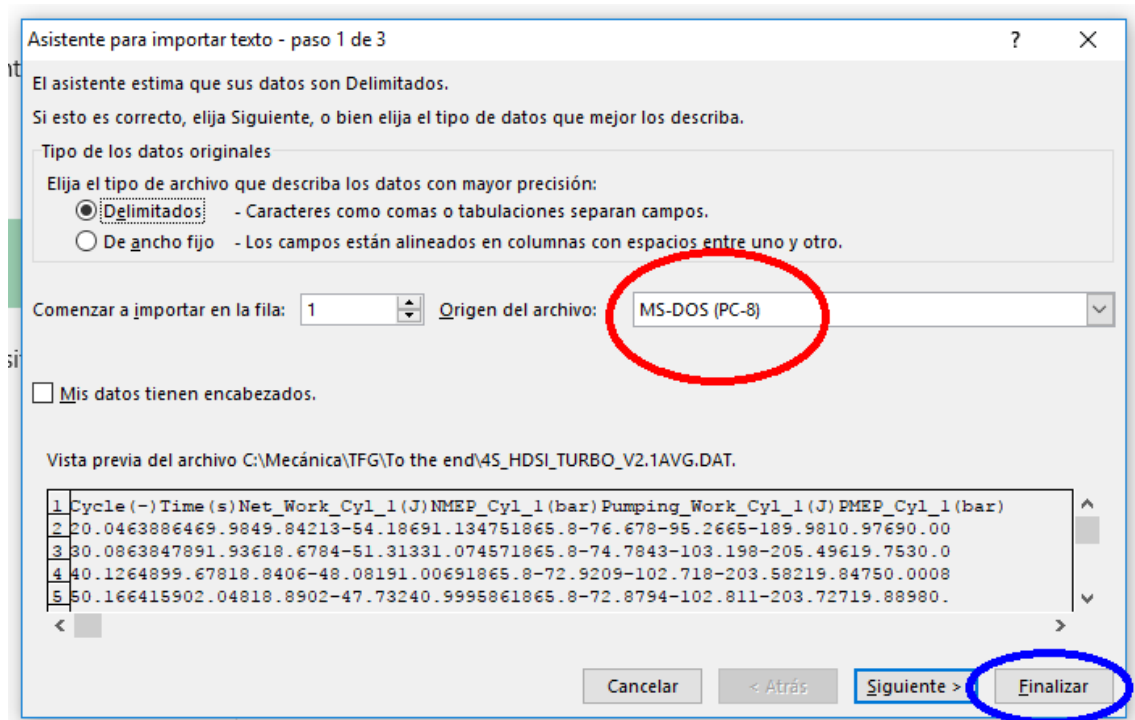 Asistente para importar texto - paso 1 de 3 ?
nt
El asistente estima que sus datos son Delimitados.
Si esto es correcto, elija Siguiente, o bien elija el tipo de datos que mejor los describa.
Tipo de los datos originales
Elija el tipo de archivo que describa los datos con mayor precisión:
Delimitados - Caracteres como comas o tabulaciones separan campos.
De ancho fijo - Los campos están alineados en columnas con espacios entre uno y otro.
Comenzar a importar en la fila: 1 Origen del archivo: MS-DOS (PC-8)
si
Mis datos tienen encabezados.
Vista previa del archivo C:\Mecánica\TFG\To the end\4S_HDSI_TURBO_V2.1AVG.DAT.
1 Cycle(-)Time(s)Net_Work_Cyl_1(J)NMEP_Cyl_1(bar)Pumping_Work_Cyl_1(J)PMEP_Cyl_1(bar)
2 20.0463886469.9849.84213-54.18691.134751865.8-76.678-95.2665-189.9810.97690.00
3 30.0863847891.93618.6784-51.31331.074571865.8-74.7843-103.198-205.49619.7530.0
4 40.1264899.67818.8406-48.08191.00691865.8-72.9209-102.718-203.58219.84750.0008
5 50.166415902.04818.8902-47.73240.9995861865.8-72.8794-102.811-203.72719.88980.
Cancelar < Atrás Siguiente > Finalizar